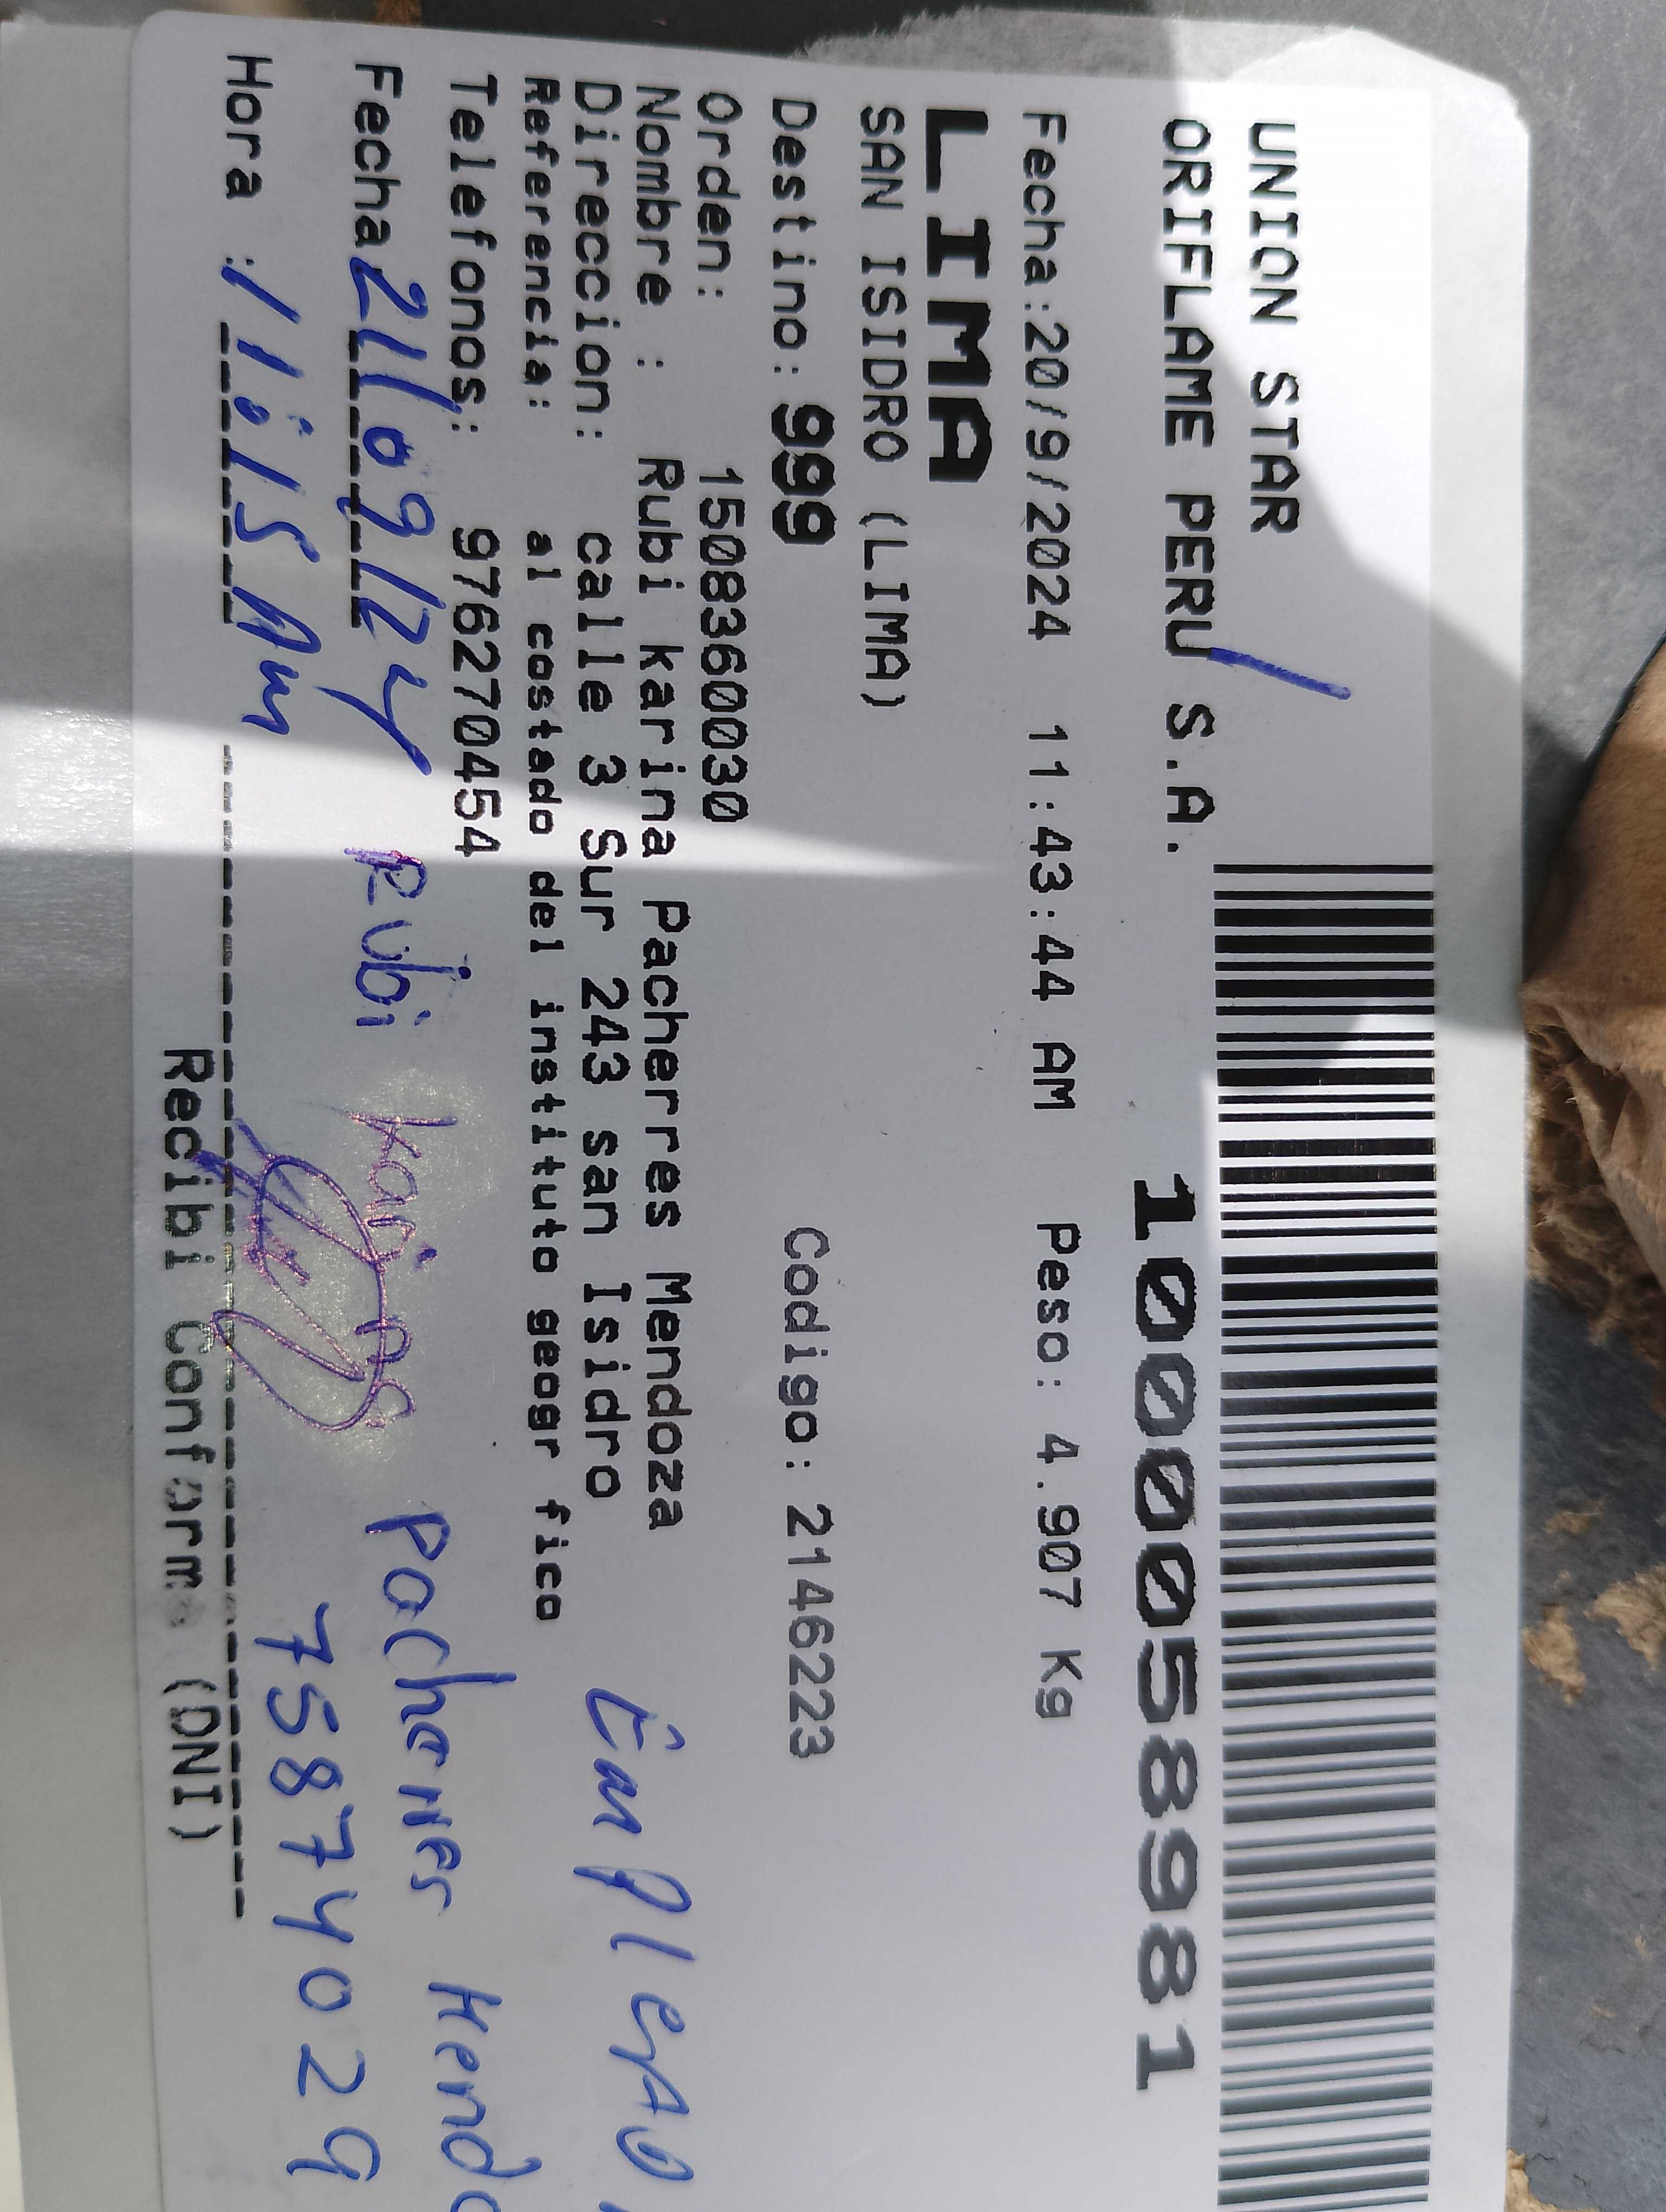 UNION STAR
ORIFLAME PERU S.A.
1000058981
Fecha:20/9/2024 11:43:44 AM Peso: 4.907 Kg
LIMA
SAN ISIDRO (LIMA)
Destino: 999 Codigo: 2146223
Orden: 1508360030
Nombre : Rubi karina Pacherres Mendoza
Direccion: calle 3 Sur 243 san Isidro
Referencia: al costado del instituto geogr fico
Telefonos: 976270454
Fecha 21/09/24 Rubi Karina Pacherres Mendo
Hora : 11:15 Am 75874029
Recibi Conforme (DNI)